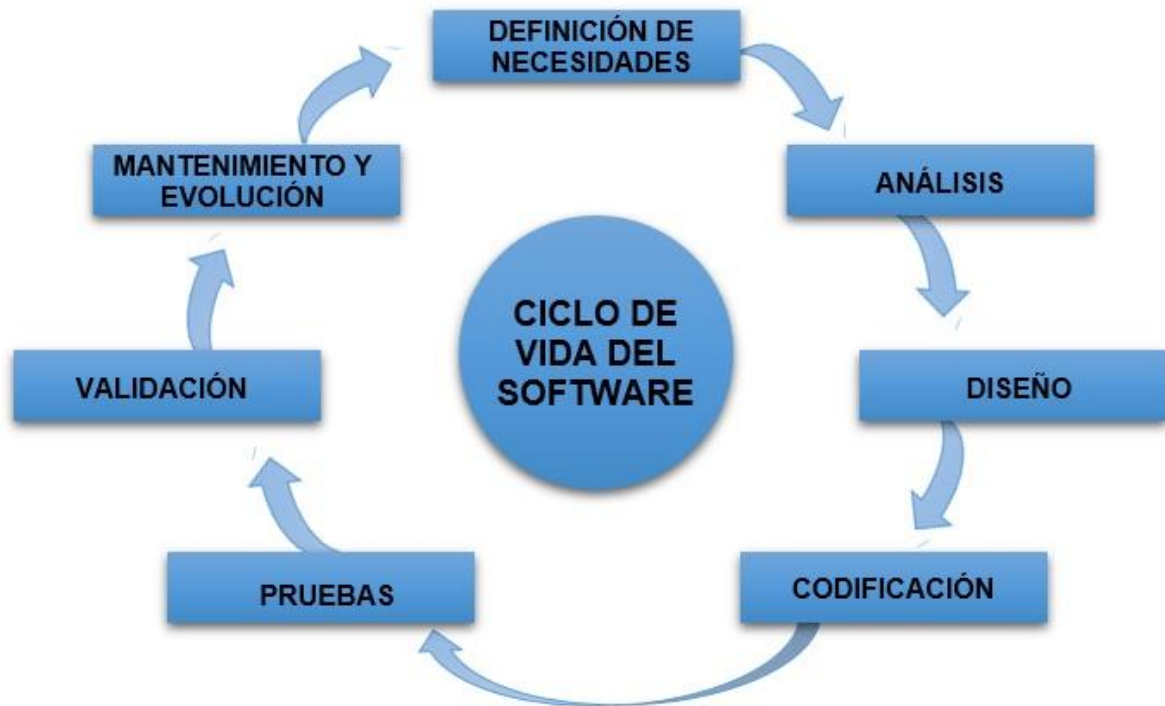 DEFINICIÓN DE
NECESIDADES
ANÁLISIS
DISEÑO
CODIFICACIÓN
PRUEBAS
VALIDACIÓN
MANTENIMIENTO Y
EVOLUCIÓN
CICLO DE
VIDA DEL
SOFTWARE